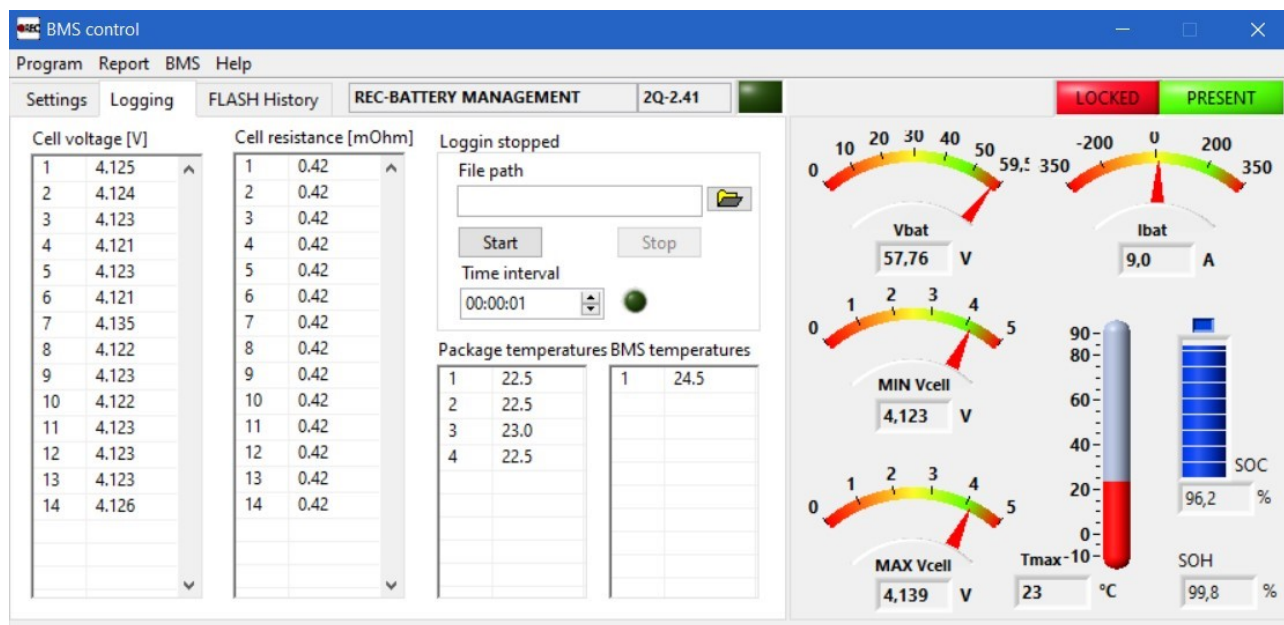 REC BMS control
Program Report BMS Help
Settings Logging FLASH History REC-BATTERY MANAGEMENT 2Q-2.41 LOCKED PRESENT
Cell voltage [V]
1 4.125
2 4.124
3 4.123
4 4.121
5 4.123
6 4.121
7 4.135
8 4.122
9 4.123
10 4.122
11 4.123
12 4.123
13 4.123
14 4.126
Cell resistance [mOhm]
1 0.42
2 0.42
3 0.42
4 0.42
5 0.42
6 0.42
7 0.42
8 0.42
9 0.42
10 0.42
11 0.42
12 0.42
13 0.42
14 0.42
Loggin stopped
File path
Start Stop
Time interval
00:00:01
Package temperatures
1 22.5
2 22.5
3 23.0
4 22.5
BMS temperatures
1 24.5
0 10 20 30 40 50 59,5
Vbat
57,76 V
350 -200 0 200 350
Ibat
9,0 A
0 1 2 3 4 5
MIN Vcell
4,123 V
0 1 2 3 4 5
MAX Vcell
4,139 V
90
80
60
40
20
0
-10
Tmax
23 °C
SOC
96,2 %
SOH
99,8 %